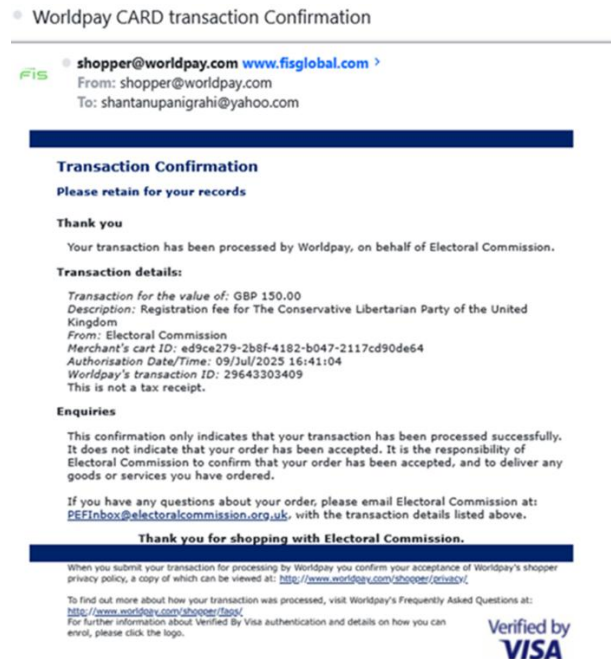 Worldpay CARD transaction Confirmation
FIS
shopper@worldpay.com www.fisglobal.com >
From: shopper@worldpay.com
To: shantanupanigrahi@yahoo.com
Transaction Confirmation
Please retain for your records
Thank you
Your transaction has been processed by Worldpay, on behalf of Electoral Commission.
Transaction details:
Transaction for the value of: GBP 150.00
Description: Registration fee for The Conservative Libertarian Party of the United
Kingdom
From: Electoral Commission
Merchant's cart ID: ed9ce279-2b8f-4182-b047-2117cd90de64
Authorisation Date/Time: 09/Jul/2025 16:41:04
Worldpay's transaction ID: 29643303409
This is not a tax receipt.
Enquiries
This confirmation only indicates that your transaction has been processed successfully.
It does not indicate that your order has been accepted. It is the responsibility of
Electoral Commission to confirm that your order has been accepted, and to deliver any
goods or services you have ordered.
If you have any questions about your order, please email Electoral Commission at:
PEFInbox@electoralcommission.org.uk, with the transaction details listed above.
Thank you for shopping with Electoral Commission.
When you submit your transaction for processing by Worldpay you confirm your acceptance of Worldpay's shopper
privacy policy, a copy of which can be viewed at: http://www.worldpay.com/shopper/privacy/
To find out more about how your transaction was processed, visit Worldpay's Frequently Asked Questions at:
http://www.worldpay.com/shopper/faqs/
For further information about Verified By Visa authentication and details on how you can
enrol, please click the logo.
Verified by
VISA